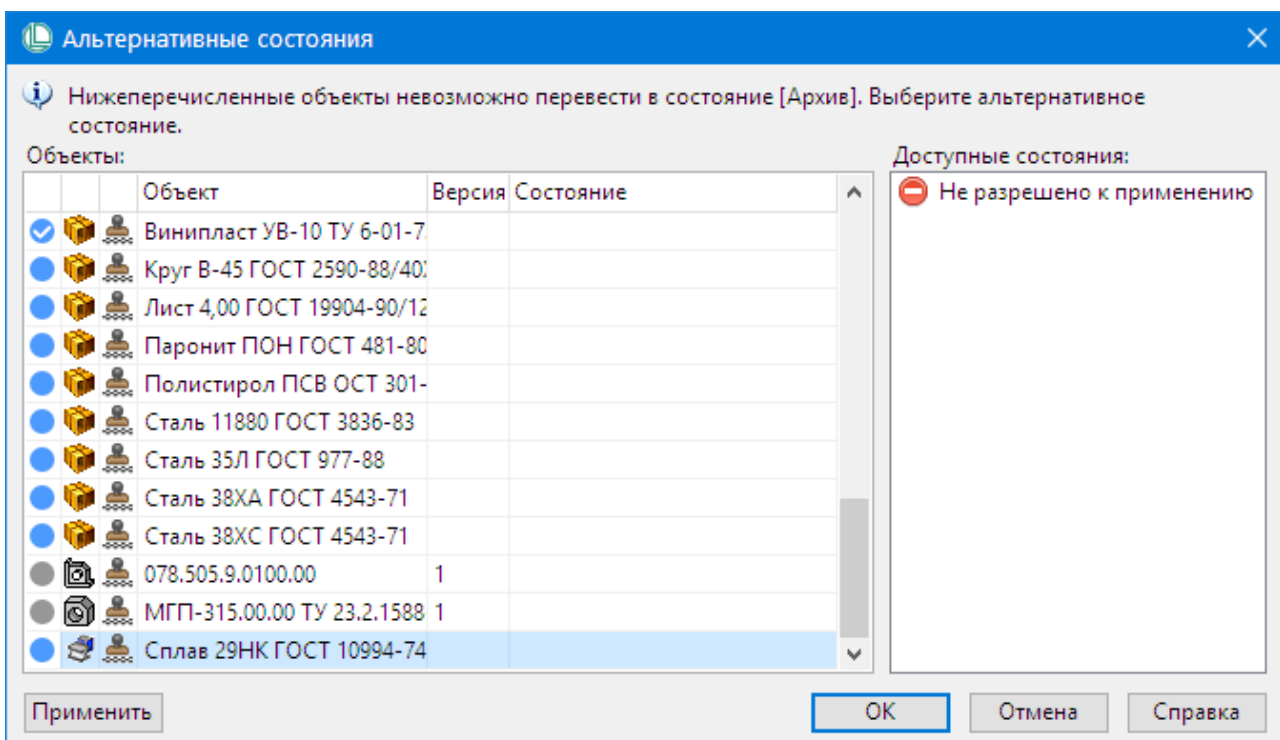 Альтернативные состояния
Нижеперечисленные объекты невозможно перевести в состояние [Архив]. Выберите альтернативное
состояние.
Объекты: Доступные состояния:
Объект Версия Состояние Не разрешено к применению
Винипласт УВ-10 ТУ 6-01-7
Круг В-45 ГОСТ 2590-88/40
Лист 4,00 ГОСТ 19904-90/12
Паронит ПОН ГОСТ 481-80
Полистирол ПСВ ОСТ 301-
Сталь 11880 ГОСТ 3836-83
Сталь 35Л ГОСТ 977-88
Сталь 38ХА ГОСТ 4543-71
Сталь 38ХС ГОСТ 4543-71
078.505.9.0100.00 1
МГП-315.00.00 ТУ 23.2.1588 1
Сплав 29НК ГОСТ 10994-74
Применить OK Отмена Справка